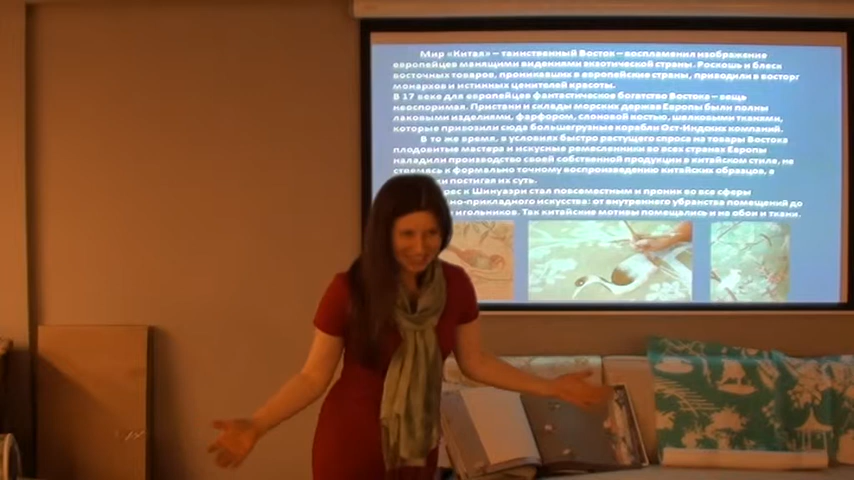 Мир «Китая» – таинственный Восток – воспламенил воображение
европейцев манящими видениями экзотической страны. Роскошь и блеск
восточных товаров, проникавших в европейские страны, приводили в восторг
монархов и истинных ценителей красоты.
В 17 веке для европейцев фантастическое богатство Востока – вещь
неоспоримая. Пристани и склады морских держав Европы были полны
лаковыми изделиями, фарфором, слоновой костью, шелковыми тканями,
которые привозили сюда большегрузные корабли Ост-Индских компаний.
В то же время, в условиях быстро растущего спроса на товары Востока
плодовитые мастера и искусные ремесленники во всех странах Европы
наладили производство своей собственной продукции в китайском стиле, не
стремясь к формально точному воспроизведению китайских образцов, а
постигая их суть.
к Шинуазри стал повсеместным и проник во все сферы
но-прикладного искусства: от внутреннего убранства помещений до
и игольников. Так китайские мотивы помещались и на обои и ткани.